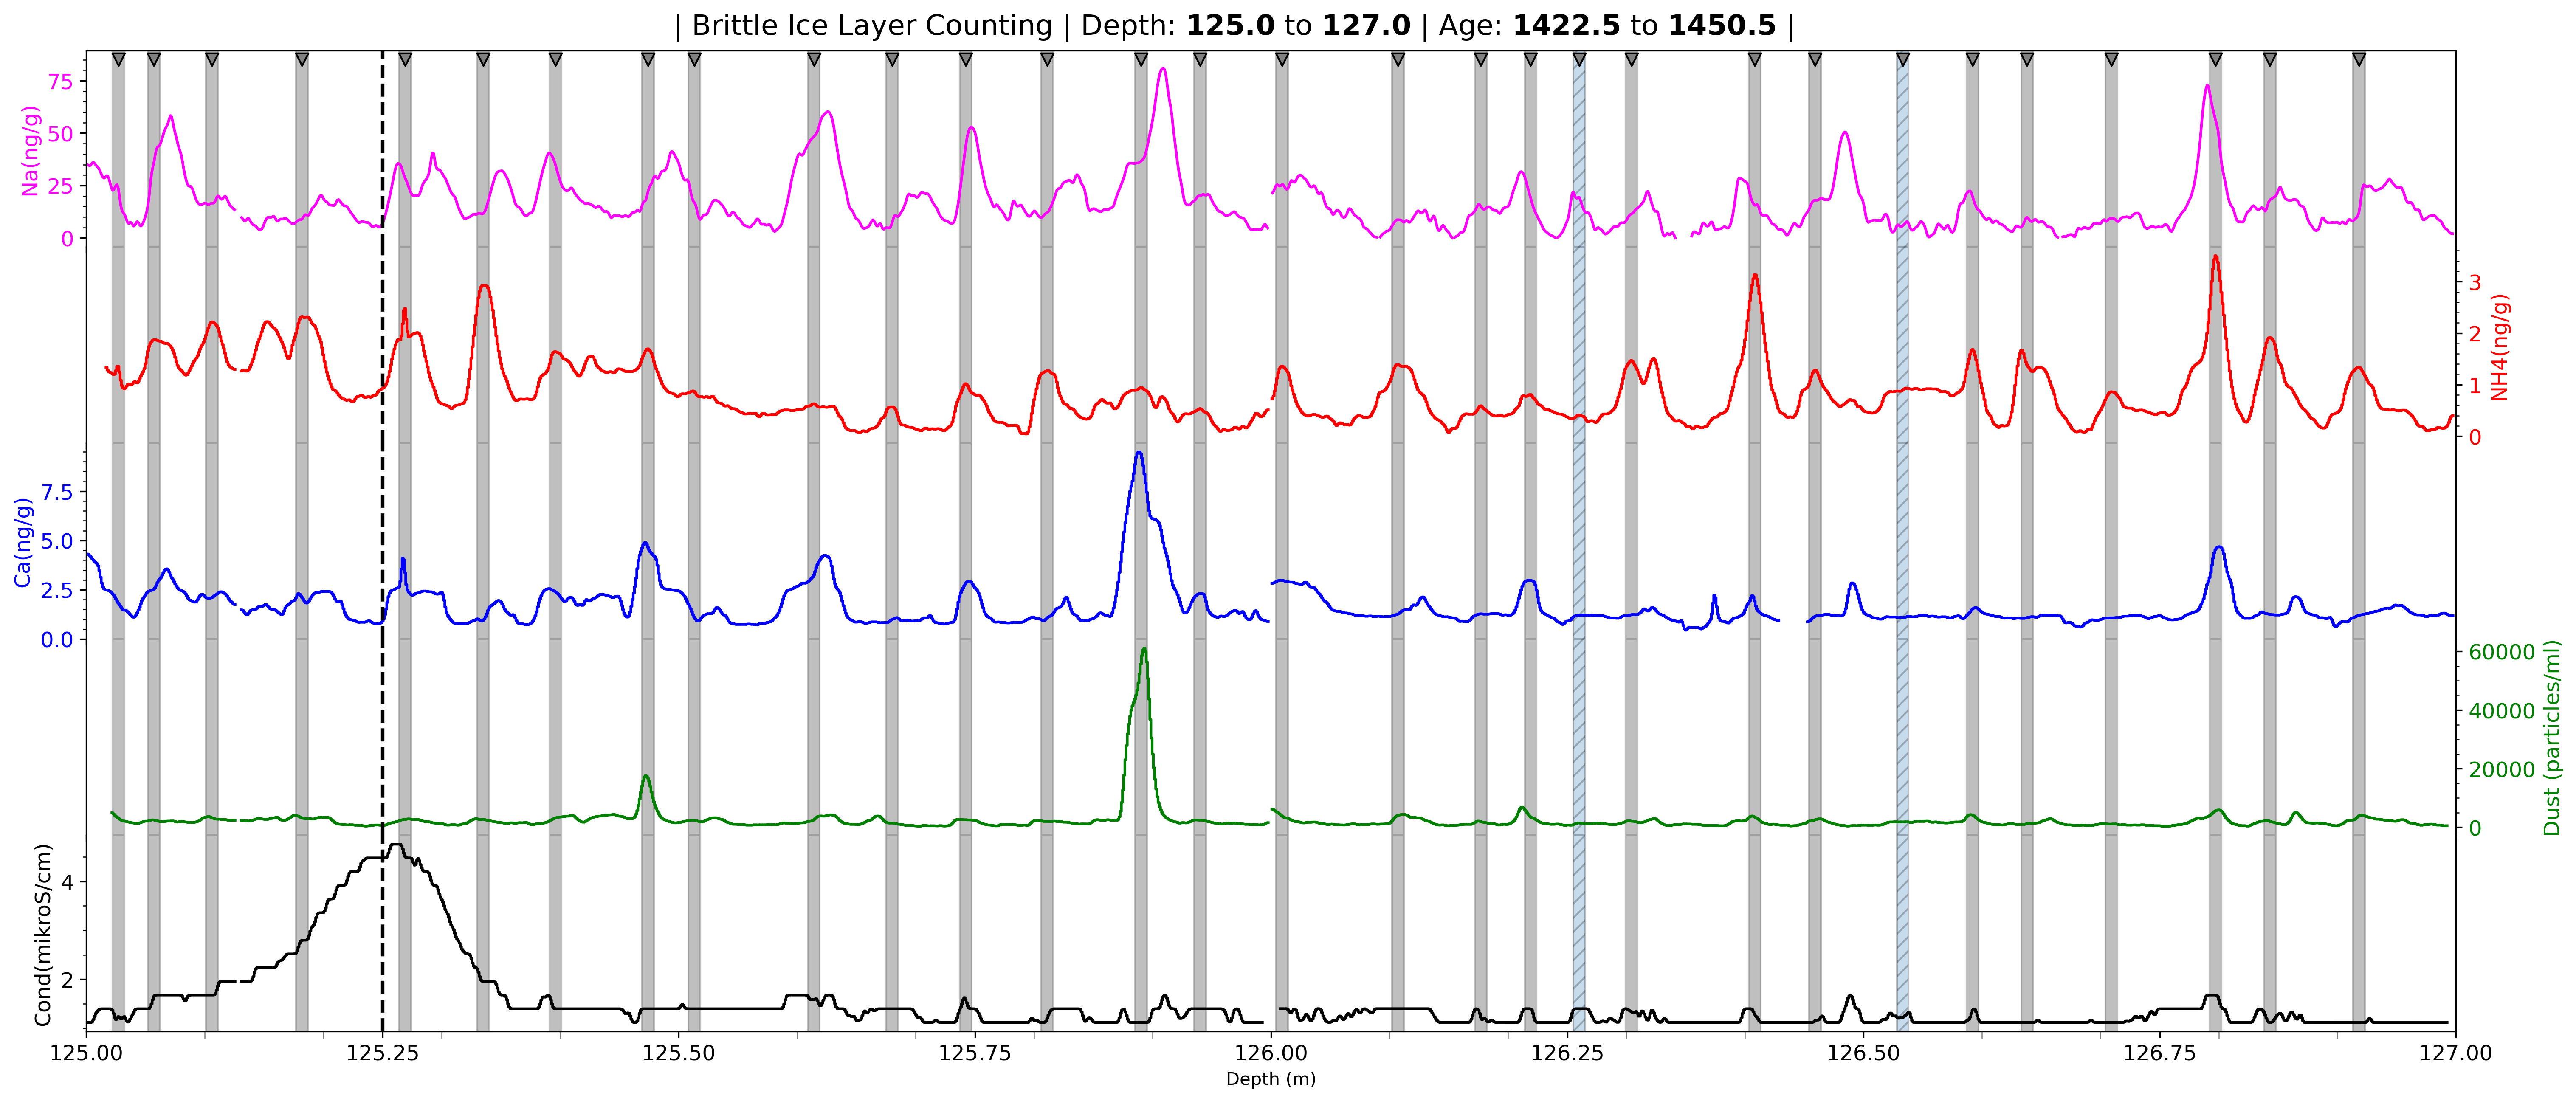 | Brittle Ice Layer Counting | Depth: 125.0 to 127.0 | Age: 1422.5 to 1450.5 |
Na(ng/g)
75
50
25
0
NH4(ng/g)
3
2
1
0
Ca(ng/g)
7.5
5.0
2.5
0.0
Dust (particles/ml)
60000
40000
20000
0
Cond(mikroS/cm)
4
2
125.00 125.25 125.50 125.75 126.00 126.25 126.50 126.75 127.00
Depth (m)